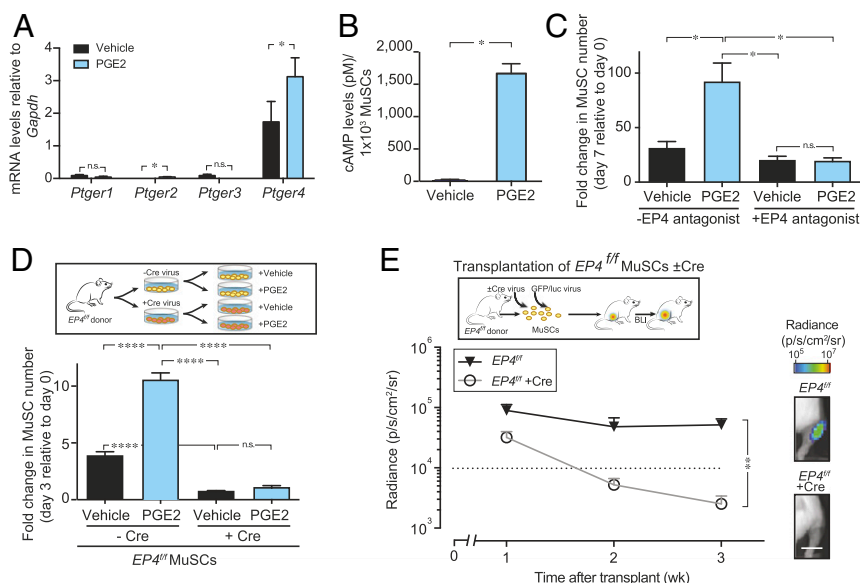 A
mRNA levels relative to
Gapdh
4
3
2
1
0
Vehicle
PGE2
n.s.
*
n.s.
*
Ptger1
Ptger2
Ptger3
Ptger4
B
cAMP levels (pM)/
1x10³ MuSCs
2,000
1,500
1,000
500
0
*
Vehicle
PGE2
C
Fold change in MuSC number
(day 7 relative to day 0)
100
50
0
*
*
*
n.s.
Vehicle
PGE2
Vehicle
PGE2
-EP4 antagonist
+EP4 antagonist
D
EP4f/f donor
-Cre virus
+Cre virus
+Vehicle
+PGE2
+Vehicle
+PGE2
Fold change in MuSC number
(day 3 relative to day 0)
10
5
0
****
****
****
****
n.s.
Vehicle
PGE2
Vehicle
PGE2
- Cre
+ Cre
EP4f/f MuSCs
E
Transplantation of EP4 f/f MuSCs ±Cre
±Cre virus
GFP/luc virus
EP4f/f
donor
MuSCs
BLI
Radiance (p/s/cm²/sr)
10⁶
10⁵
10⁴
10³
EP4f/f
EP4f/f +Cre
**
0
1
2
3
Time after transplant (wk)
Radiance
(p/s/cm²/sr)
10⁵
10⁷
EP4f/f
EP4f/f
+Cre